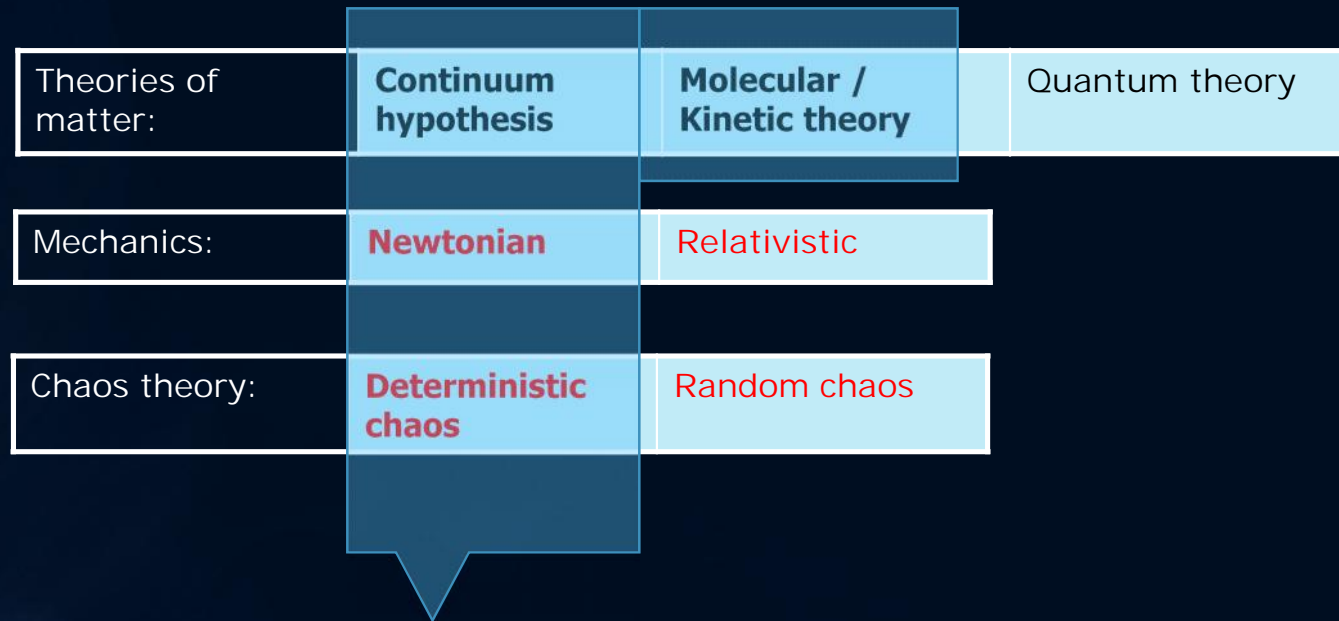 Theories of
matter:
Continuum
hypothesis
Molecular /
Kinetic theory
Quantum theory
Mechanics:
Newtonian
Relativistic
Chaos theory:
Deterministic
chaos
Random chaos